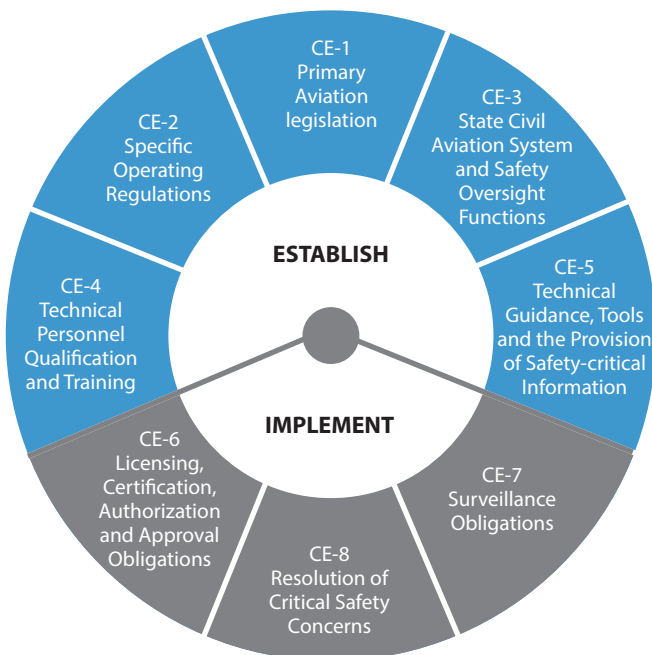 CE-1
Primary
Aviation
legislation
CE-2
Specific
Operating
Regulations
CE-3
State Civil
Aviation System
and Safety
Oversight
Functions
CE-4
Technical
Personnel
Qualification
and Training
ESTABLISH
CE-5
Technical
Guidance, Tools
and the Provision
of Safety-critical
Information
IMPLEMENT
CE-6
Licensing,
Certification,
Authorization
and Approval
Obligations
CE-7
Surveillance
Obligations
CE-8
Resolution of
Critical Safety
Concerns